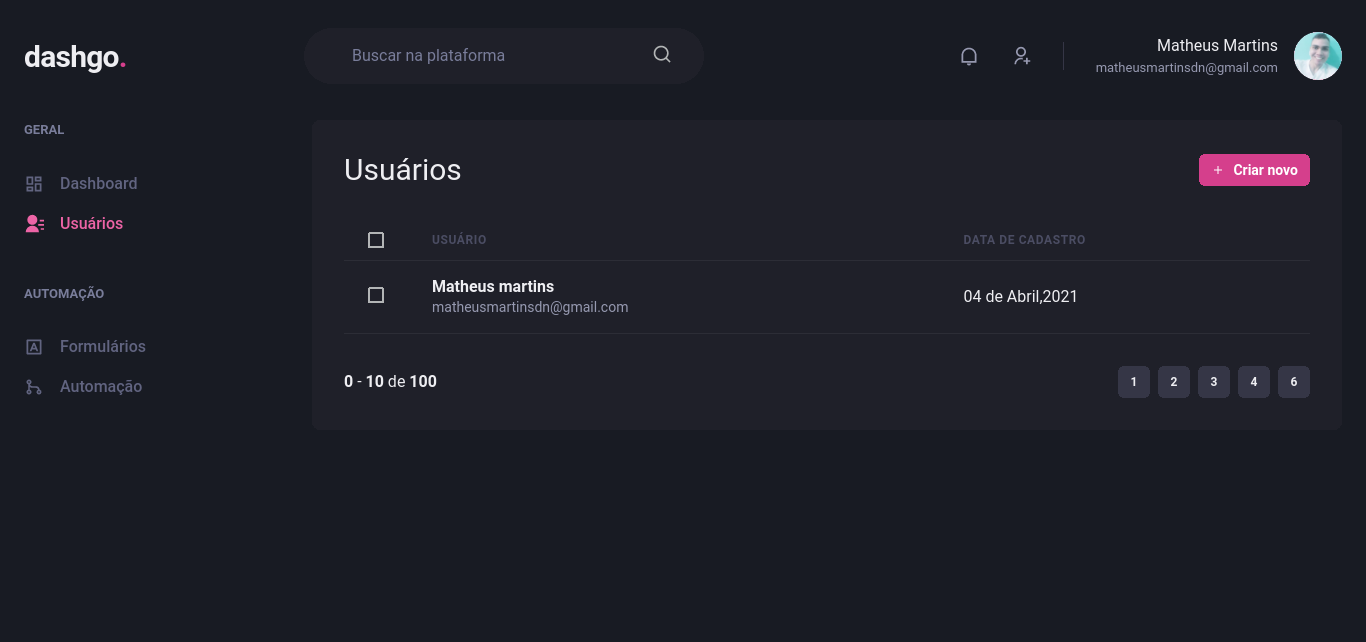 dashgo.
Buscar na plataforma
Matheus Martins
matheusmartinsdn@gmail.com
GERAL
Dashboard
Usuários
AUTOMAÇÃO
Formulários
Automação
Usuários
+ Criar novo
USUÁRIO DATA DE CADASTRO
Matheus martins
matheusmartinsdn@gmail.com
04 de Abril,2021
0 - 10 de 100
1 2 3 4 6